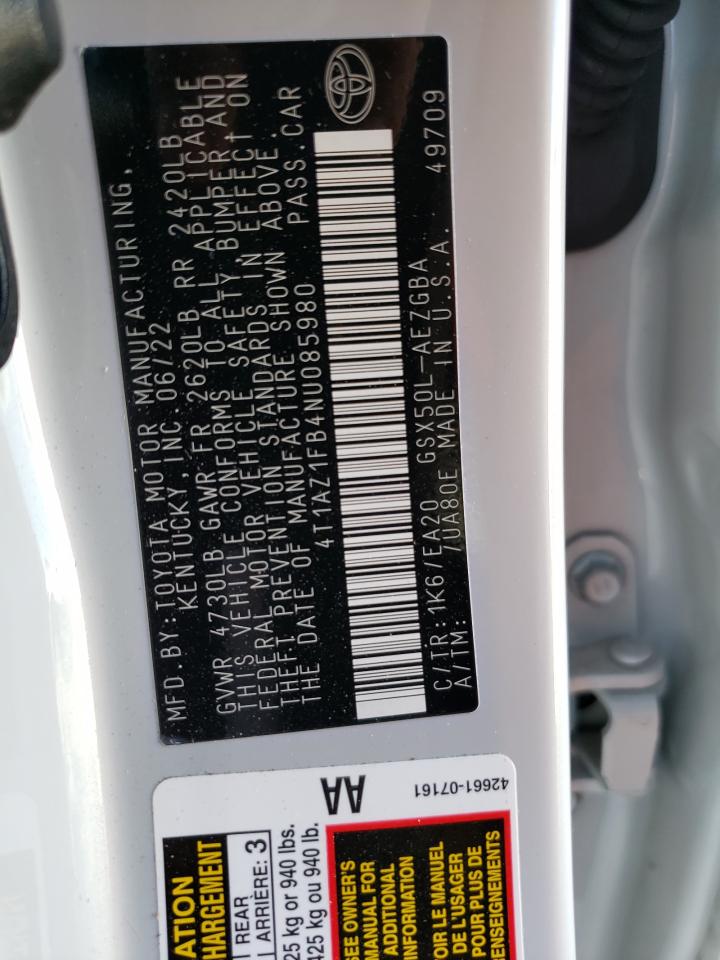 MFD. BY: TOYOTA MOTOR MANUFACTURING,
KENTUCKY, INC. 06/22
GVWR 4730LB GAWR FR 2620LB RR 2420LB
THIS VEHICLE CONFORMS TO ALL APPLICABLE
FEDERAL MOTOR VEHICLE SAFETY, BUMPER, AND
THEFT PREVENTION STANDARDS IN EFFECT ON
THE DATE OF MANUFACTURE SHOWN ABOVE.
4T1AZ1FB4NU085980 PASS. CAR
C/TR: 1K6/EA20 GSX50L-AEZGBA
A/TM: /UA80E MADE IN U.S.A. 49709
AA
42661-07161
ATION
CHARGEMENT
REAR
ARRIÈRE: 3
25 kg or 940 lbs.
425 kg ou 940 lb.
SEE OWNER'S
MANUAL FOR
ADDITIONAL
INFORMATION
OIR LE MANUEL
DE L'USAGER
POUR PLUS DE
RENSEIGNEMENTS